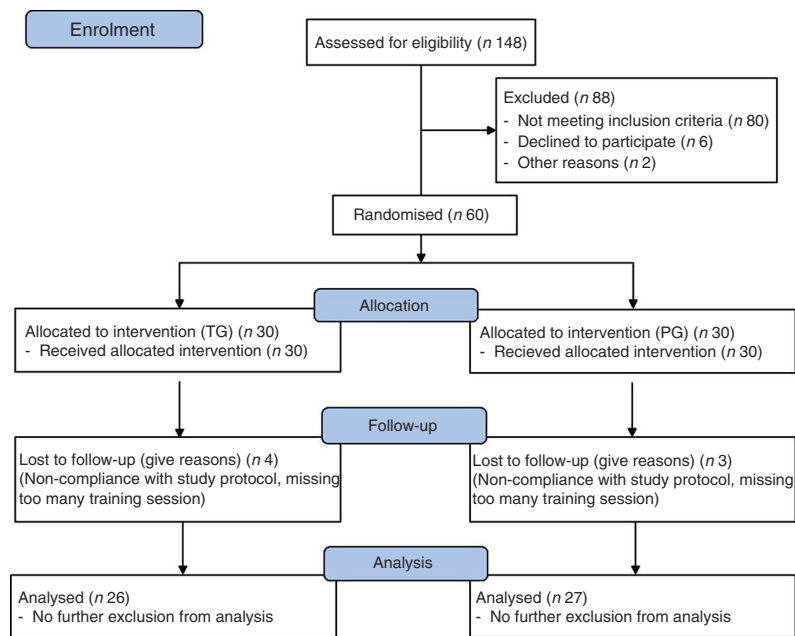 Enrolment
Assessed for eligibility (n 148)
Excluded (n 88)
- Not meeting inclusion criteria (n 80)
- Declined to participate (n 6)
- Other reasons (n 2)
Randomised (n 60)
Allocation
Allocated to intervention (TG) (n 30)
- Received allocated intervention (n 30)
Allocated to intervention (PG) (n 30)
- Recieved allocated intervention (n 30)
Follow-up
Lost to follow-up (give reasons) (n 4)
(Non-compliance with study protocol, missing
too many training session)
Lost to follow-up (give reasons) (n 3)
(Non-compliance with study protocol, missing
too many training session)
Analysis
Analysed (n 26)
- No further exclusion from analysis
Analysed (n 27)
- No further exclusion from analysis